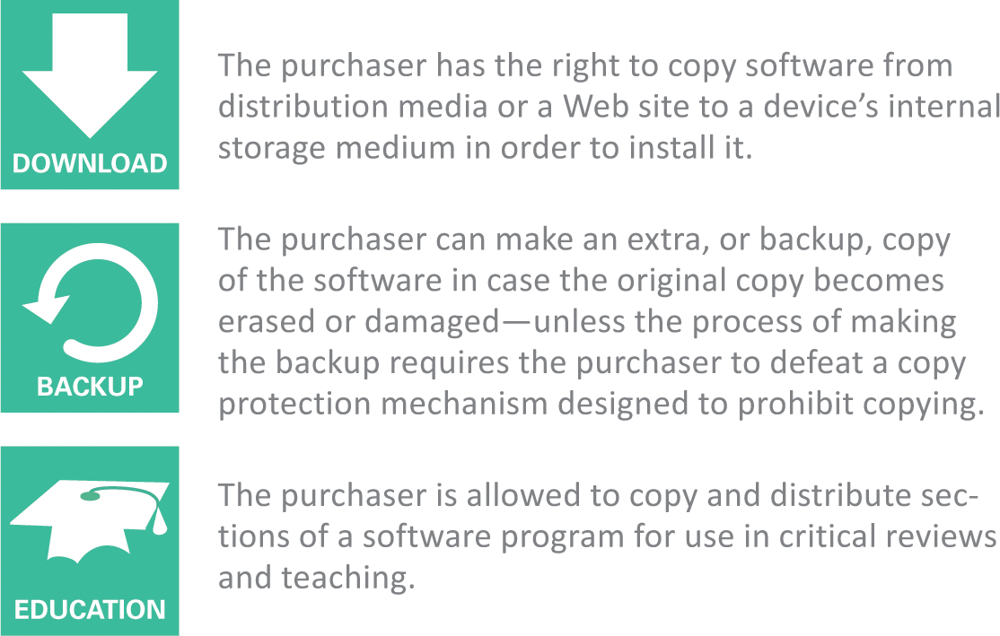 DOWNLOAD
The purchaser has the right to copy software from
distribution media or a Web site to a device’s internal
storage medium in order to install it.
BACKUP
The purchaser can make an extra, or backup, copy
of the software in case the original copy becomes
erased or damaged—unless the process of making
the backup requires the purchaser to defeat a copy
protection mechanism designed to prohibit copying.
EDUCATION
The purchaser is allowed to copy and distribute sec-
tions of a software program for use in critical reviews
and teaching.